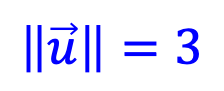 ‖u⃗‖ = 3